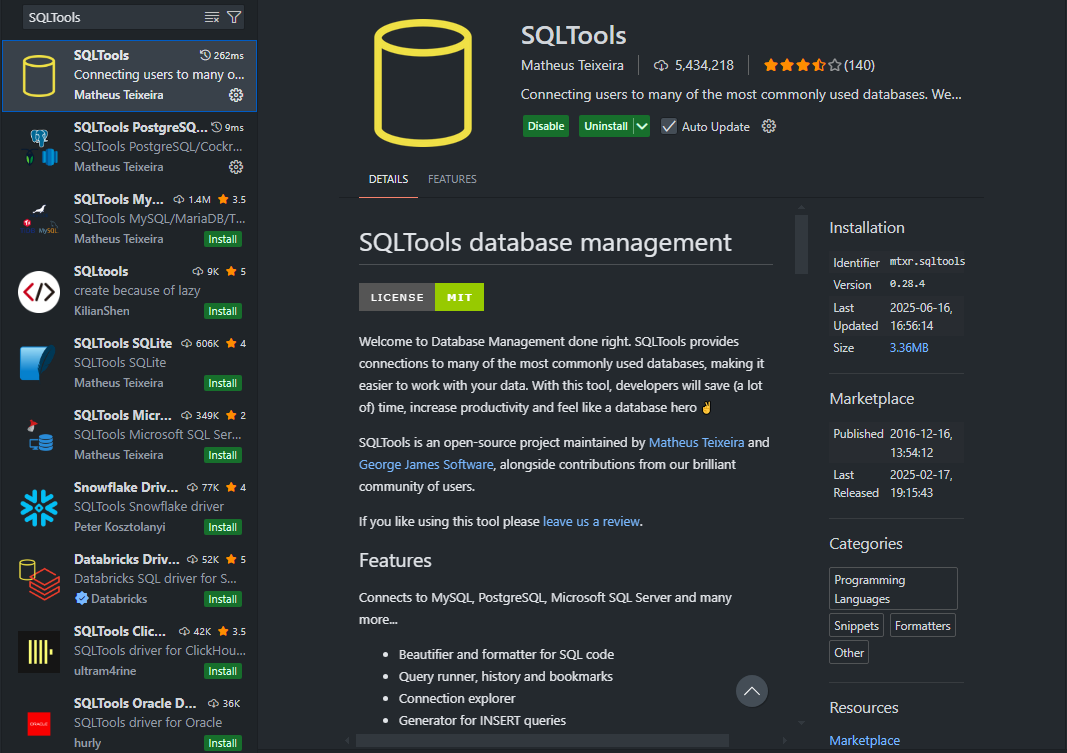 SQLTools
SQLTools 262ms
Connecting users to many o...
Matheus Teixeira
SQLTools PostgreSQ... 9ms
SQLTools PostgreSQL/Cockr...
Matheus Teixeira
SQLTools My... 1.4M 3.5
SQLTools MySQL/MariaDB/T...
Matheus Teixeira Install
SQLtools 9K 5
create because of lazy
KilianShen Install
SQLTools SQLite 606K 4
SQLTools SQLite
Matheus Teixeira Install
SQLTools Micr... 349K 2
SQLTools Microsoft SQL Ser...
Matheus Teixeira Install
Snowflake Driv... 77K 4
SQLTools Snowflake driver
Peter Kosztolanyi Install
Databricks Driv... 52K 5
Databricks SQL driver for S...
Databricks Install
SQLTools Clic... 42K 3.5
SQLTools driver for ClickHou...
ultram4rine Install
SQLTools Oracle D... 36K
SQLTools driver for Oracle
hurly Install
MySQL
ORACLE
SQLTools
Matheus Teixeira 5,434,218 (140)
Connecting users to many of the most commonly used databases. We...
Disable Uninstall Auto Update
DETAILS FEATURES
SQLTools database management
LICENSE MIT
Welcome to Database Management done right. SQLTools provides
connections to many of the most commonly used databases, making it
easier to work with your data. With this tool, developers will save (a lot
of) time, increase productivity and feel like a database hero ✌
SQLTools is an open-source project maintained by Matheus Teixeira and
George James Software, alongside contributions from our brilliant
community of users.
If you like using this tool please leave us a review.
Features
Connects to MySQL, PostgreSQL, Microsoft SQL Server and many
more...
• Beautifier and formatter for SQL code
• Query runner, history and bookmarks
• Connection explorer
• Generator for INSERT queries
Installation
Identifier mtxr.sqltools
Version 0.28.4
Last 2025-06-16,
Updated 16:56:14
Size 3.36MB
Marketplace
Published 2016-12-16,
13:54:12
Last 2025-02-17,
Released 19:15:43
Categories
Programming
Languages
Snippets Formatters
Other
Resources
Marketplace